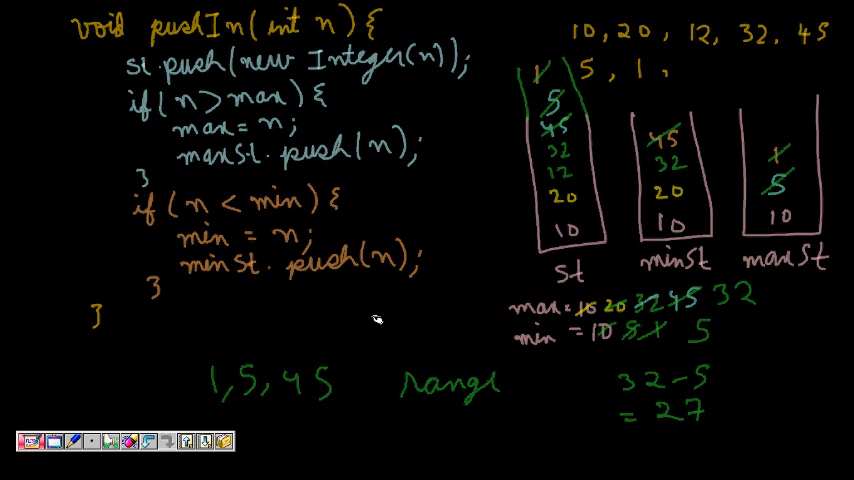 void pushIn(int n) {
st.push(new Integer(n));
if(n>max) {
max = n;
maxSt.push(n);
}
if(n < min) {
min = n;
minSt.push(n);
}
}
10, 20, 12, 32, 45
5, 1,
1
5
45
32
12
20
10
st
45
32
20
10
minSt
1
5
10
maxSt
max = 10 20 32 45 32
min = 10 5 1 5
1, 5, 45 range
32 - 5
= 27